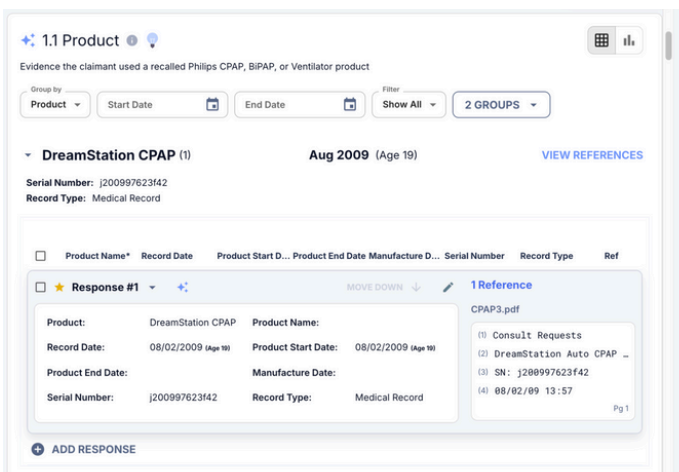 1.1 Product
Evidence the claimant used a recalled Philips CPAP, BiPAP, or Ventilator product
Group by
Product
Start Date
End Date
Filter
Show All
2 GROUPS
DreamStation CPAP (1)
Aug 2009 (Age 19)
VIEW REFERENCES
Serial Number: j200997623f42
Record Type: Medical Record
Product Name* Record Date Product Start D... Product End Date Manufacture D... Serial Number Record Type Ref
Response #1
MOVE DOWN
1 Reference
CPAP3.pdf
Product: DreamStation CPAP Product Name:
Record Date: 08/02/2009 (Age 19) Product Start Date: 08/02/2009 (Age 19)
Product End Date: Manufacture Date:
Serial Number: j200997623f42 Record Type: Medical Record
(1) Consult Requests
(2) DreamStation Auto CPAP …
(3) SN: j200997623f42
(4) 08/02/09 13:57
Pg 1
ADD RESPONSE